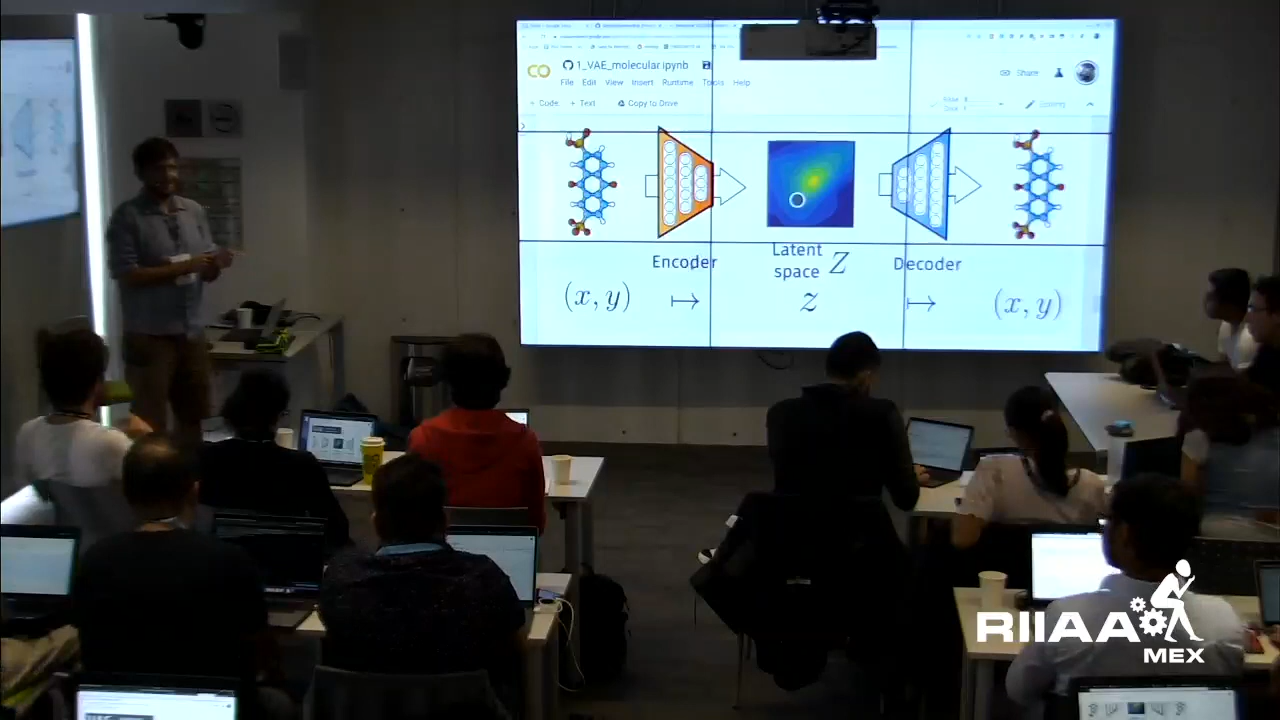 1_VAE_molecular.ipynb
File Edit View Insert Runtime Tools Help
Share
+ Code + Text Copy to Drive
Editing
Encoder
Latent space Z
Decoder
(x, y) ↦ z ↦ (x, y)
RIIAA
MEX